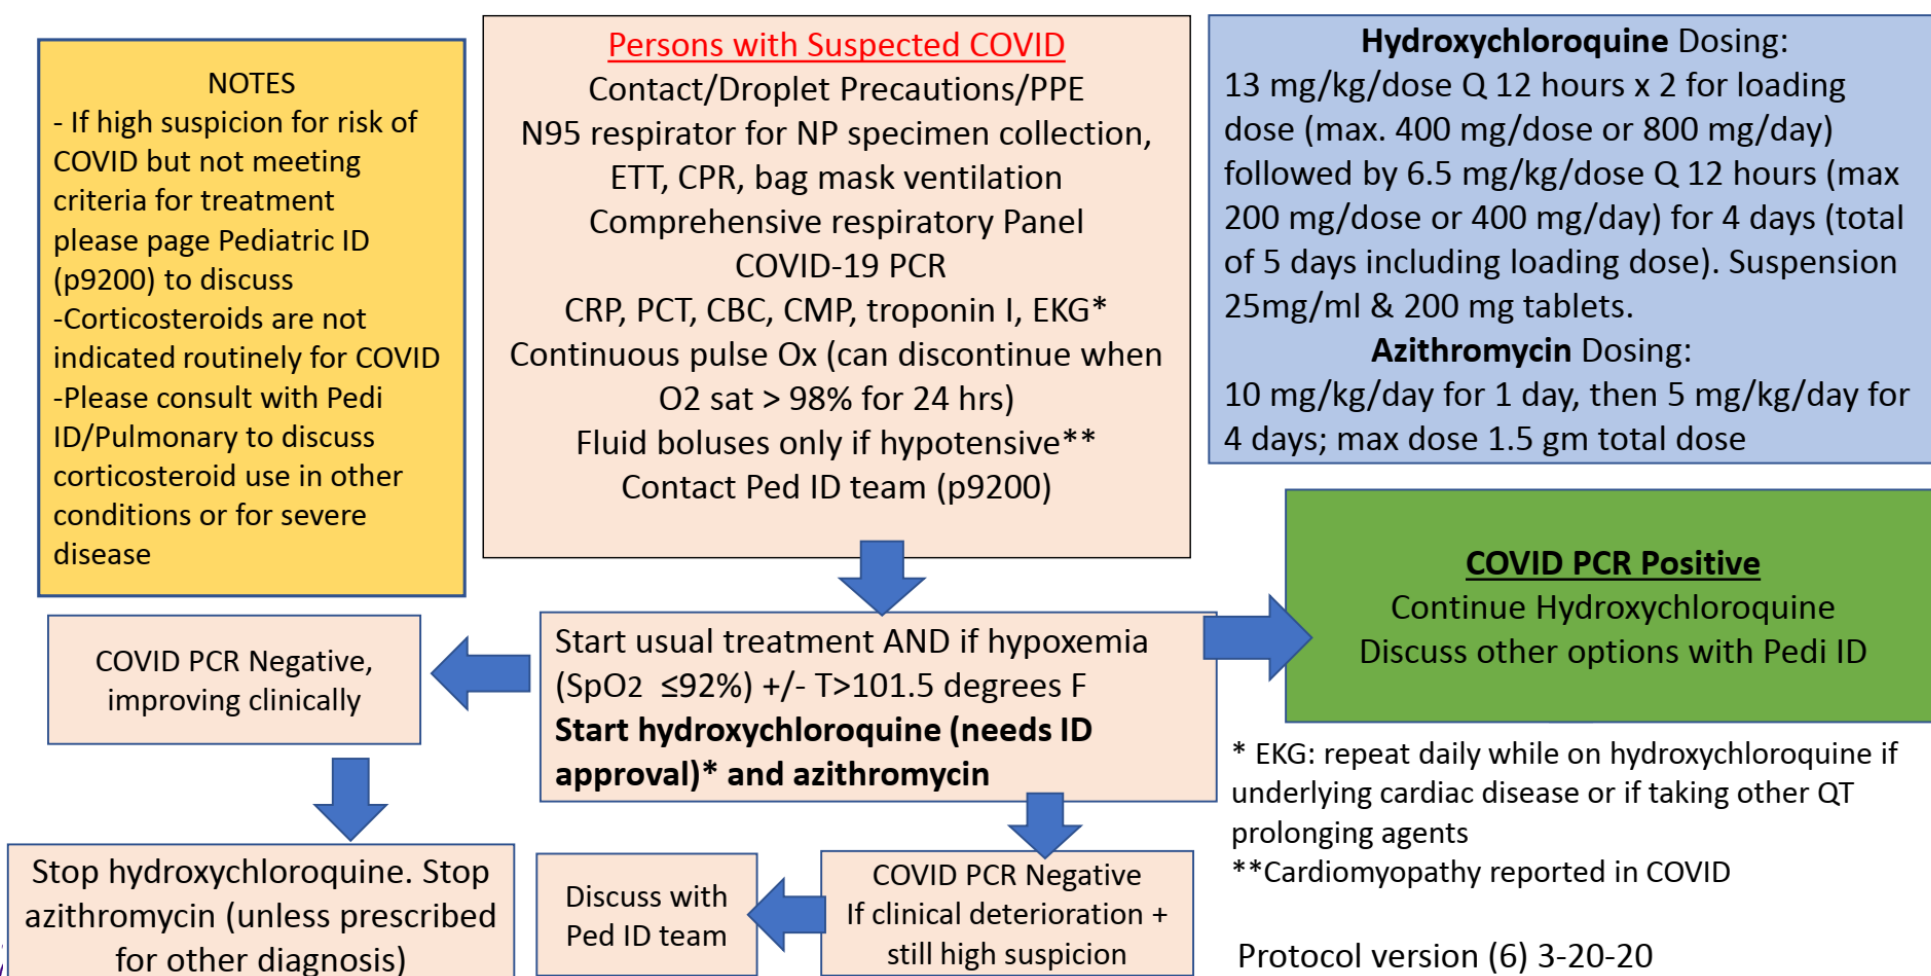 NOTES
- If high suspicion for risk of
COVID but not meeting
criteria for treatment
please page Pediatric ID
(p9200) to discuss
-Corticosteroids are not
indicated routinely for COVID
-Please consult with Pedi
ID/Pulmonary to discuss
corticosteroid use in other
conditions or for severe
disease
Persons with Suspected COVID
Contact/Droplet Precautions/PPE
N95 respirator for NP specimen collection,
ETT, CPR, bag mask ventilation
Comprehensive respiratory Panel
COVID-19 PCR
CRP, PCT, CBC, CMP, troponin I, EKG*
Continuous pulse Ox (can discontinue when
O2 sat > 98% for 24 hrs)
Fluid boluses only if hypotensive**
Contact Ped ID team (p9200)
Hydroxychloroquine Dosing:
13 mg/kg/dose Q 12 hours x 2 for loading
dose (max. 400 mg/dose or 800 mg/day)
followed by 6.5 mg/kg/dose Q 12 hours (max
200 mg/dose or 400 mg/day) for 4 days (total
of 5 days including loading dose). Suspension
25mg/ml & 200 mg tablets.
Azithromycin Dosing:
10 mg/kg/day for 1 day, then 5 mg/kg/day for
4 days; max dose 1.5 gm total dose
COVID PCR Positive
Continue Hydroxychloroquine
Discuss other options with Pedi ID
Start usual treatment AND if hypoxemia
(SpO2 ≤92%) +/- T>101.5 degrees F
Start hydroxychloroquine (needs ID
approval)* and azithromycin
COVID PCR Negative,
improving clinically
Stop hydroxychloroquine. Stop
azithromycin (unless prescribed
for other diagnosis)
Discuss with
Ped ID team
COVID PCR Negative
If clinical deterioration +
still high suspicion
* EKG: repeat daily while on hydroxychloroquine if
underlying cardiac disease or if taking other QT
prolonging agents
**Cardiomyopathy reported in COVID
Protocol version (6) 3-20-20